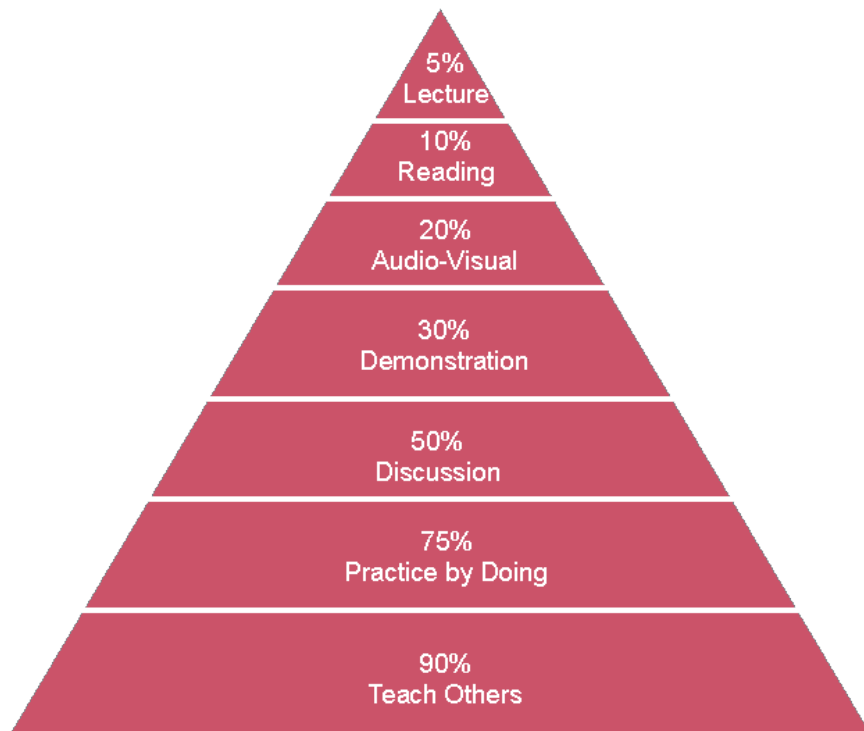 5%
Lecture
10%
Reading
20%
Audio-Visual
30%
Demonstration
50%
Discussion
75%
Practice by Doing
90%
Teach Others